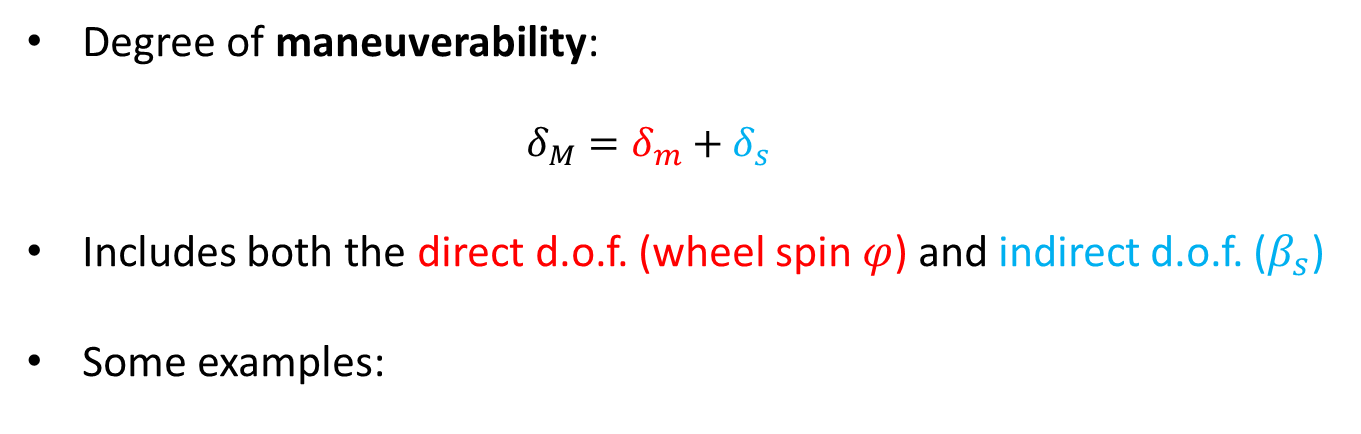 • Degree of maneuverability:
δ_M = δ_m + δ_s
• Includes both the direct d.o.f. (wheel spin φ) and indirect d.o.f. (β_s)
• Some examples: